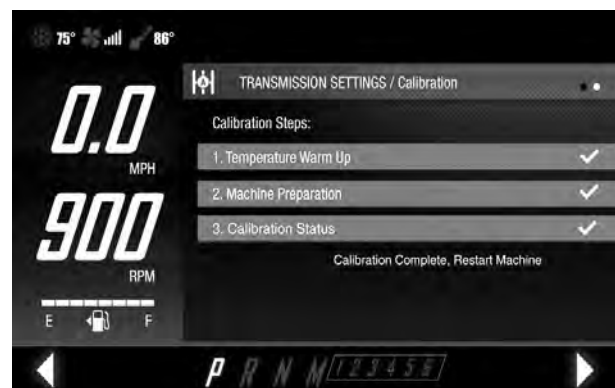 75° 86°
TRANSMISSION SETTINGS / Calibration
0.0
MPH
Calibration Steps:
1. Temperature Warm Up
2. Machine Preparation
3. Calibration Status
Calibration Complete, Restart Machine
900
RPM
E F
P R N M 1 2 3 4 5 6